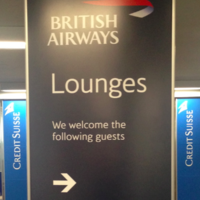 BRITISH
AIRWAYS
Lounges
We welcome the
following guests
CREDIT SUISSE
CREDIT SUISSE